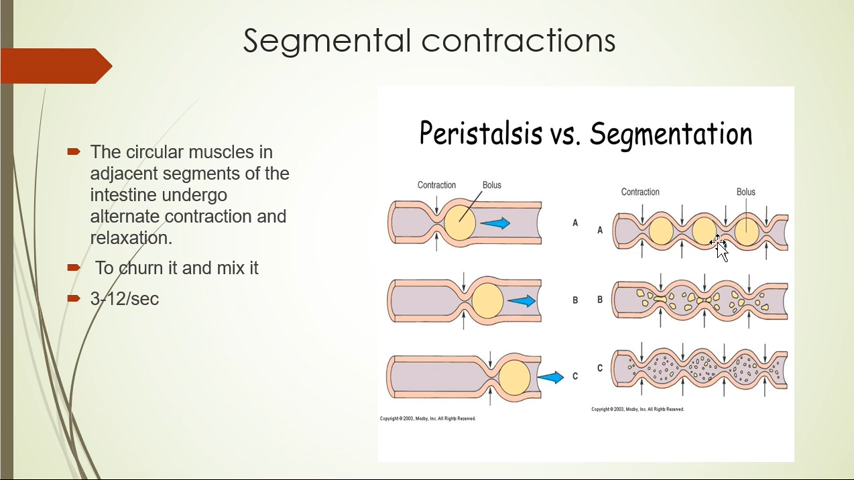 Segmental contractions
The circular muscles in
adjacent segments of the
intestine undergo
alternate contraction and
relaxation.
To churn it and mix it
3-12/sec
Peristalsis vs. Segmentation
Contraction
Bolus
A
B
C
Copyright © 2003, Mosby, Inc. All Rights Reserved.
Contraction
Bolus
A
B
C
Copyright © 2003, Mosby, Inc. All Rights Reserved.